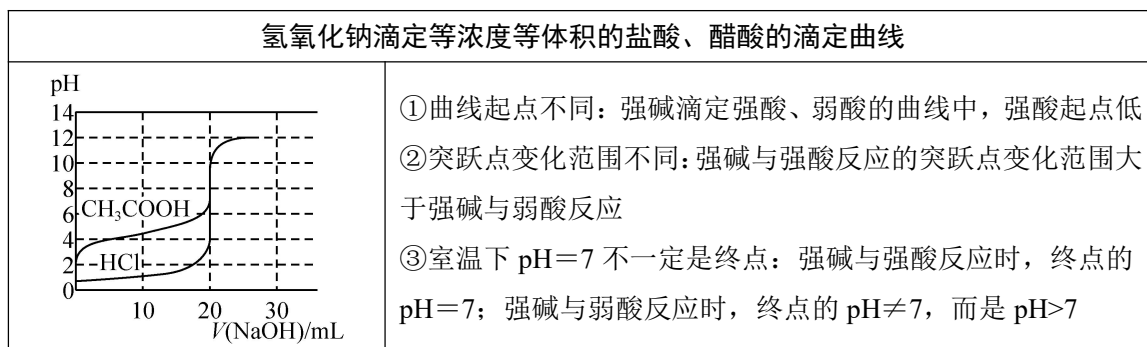 氢氧化钠滴定等浓度等体积的盐酸、醋酸的滴定曲线
pH
14
12
10
8
6
4
2
0
CH₃COOH
HCl
10
20
30
V(NaOH)/mL
①曲线起点不同：强碱滴定强酸、弱酸的曲线中，强酸起点低
②突跃点变化范围不同：强碱与强酸反应的突跃点变化范围大
于强碱与弱酸反应
③室温下 pH＝7 不一定是终点：强碱与强酸反应时，终点的
pH＝7；强碱与弱酸反应时，终点的 pH≠7，而是 pH>7